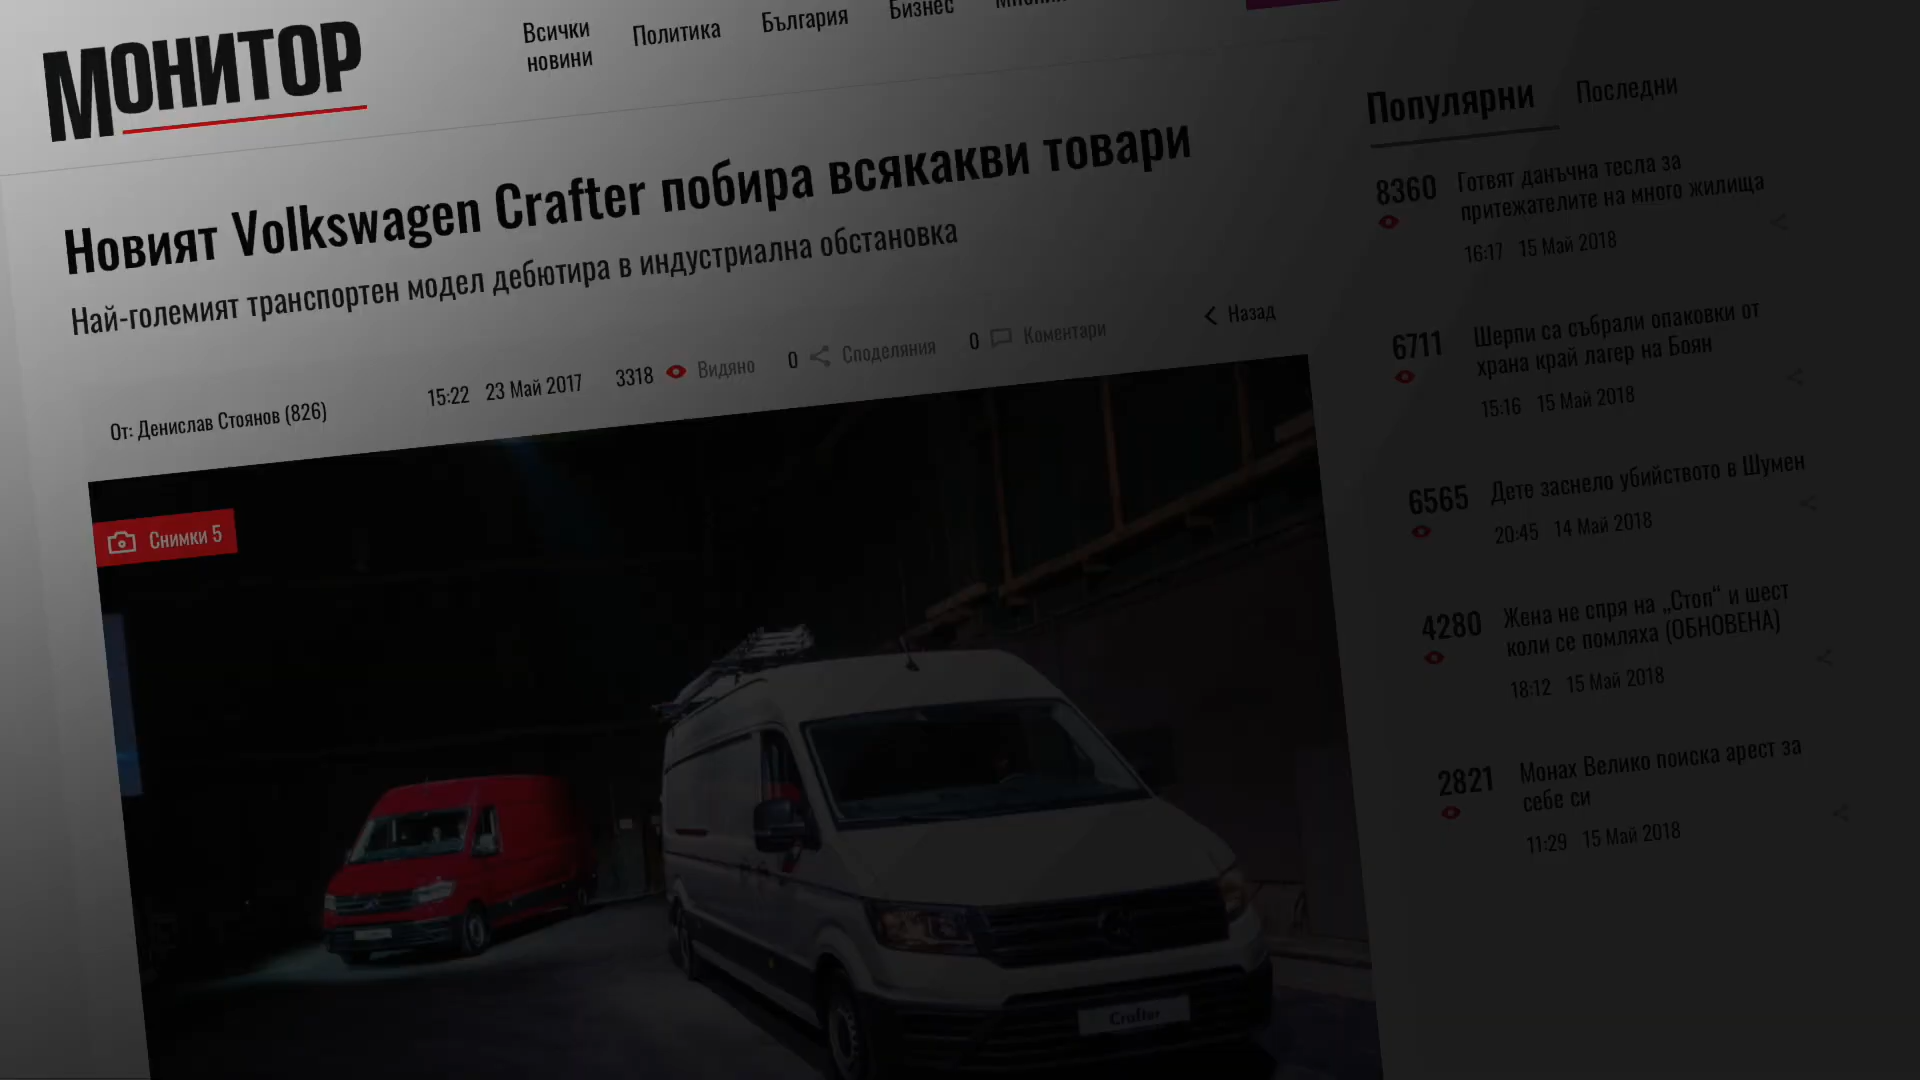 МОНИТОР
Всички
новини
Политика
България
Бизнес
Новият Volkswagen Crafter побира всякакви товари
Най-големият транспортен модел дебютира в индустриална обстановка
От: Денислав Стоянов (826)
15:22 23 Май 2017
3318 Видяно
0 Споделяния
0 Коментари
Назад
Снимки 5
Crafter
Популярни
Последни
8360
Готвят данъчна тесла за
притежателите на много жилища
16:17 15 Май 2018
6711
Шерпи са събрали опаковки от
храна край лагер на Боян
15:16 15 Май 2018
6565
Дете заснело убийството в Шумен
20:45 14 Май 2018
4280
Жена не спря на „Стоп“ и шест
коли се помляха (ОБНОВЕНА)
18:12 15 Май 2018
2821
Монах Велико поиска арест за
себе си
11:29 15 Май 2018